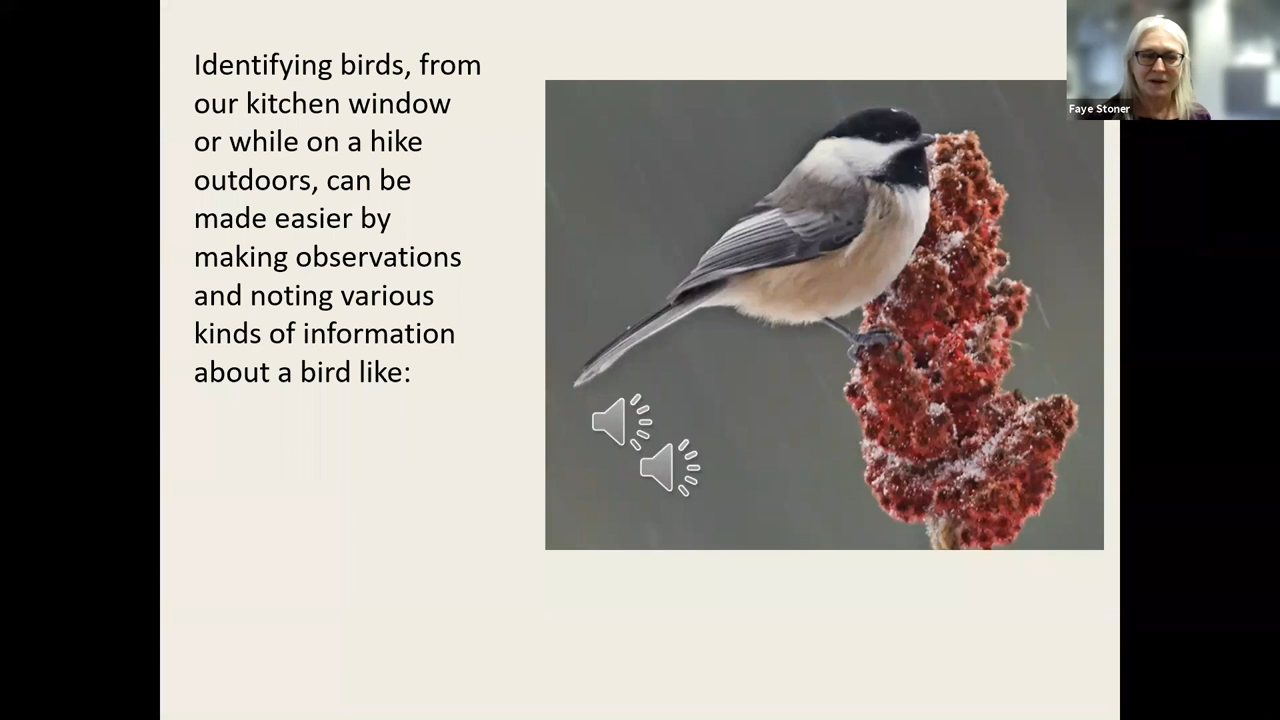 Identifying birds, from
our kitchen window
or while on a hike
outdoors, can be
made easier by
making observations
and noting various
kinds of information
about a bird like:
Faye Stoner